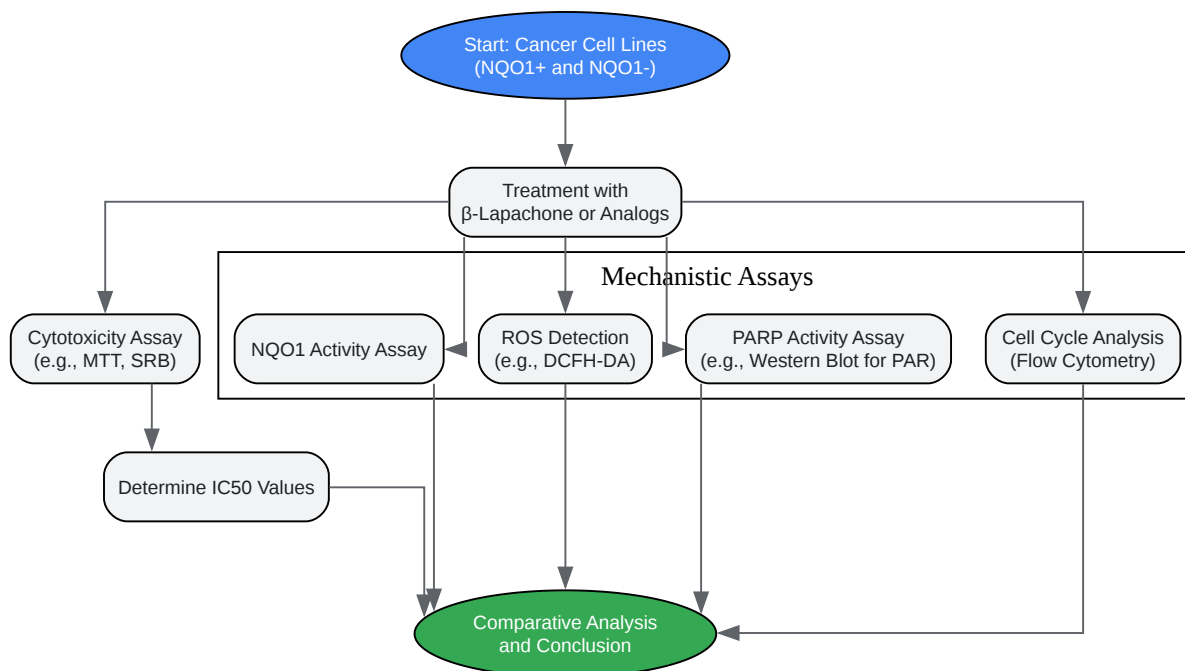 Start: Cancer Cell Lines
(NQO1+ and NQO1-)
Treatment with
β-Lapachone or Analogs
Mechanistic Assays
Cytotoxicity Assay
(e.g., MTT, SRB)
NQO1 Activity Assay
ROS Detection
(e.g., DCFH-DA)
PARP Activity Assay
(e.g., Western Blot for PAR)
Cell Cycle Analysis
(Flow Cytometry)
Determine IC50 Values
Comparative Analysis
and Conclusion